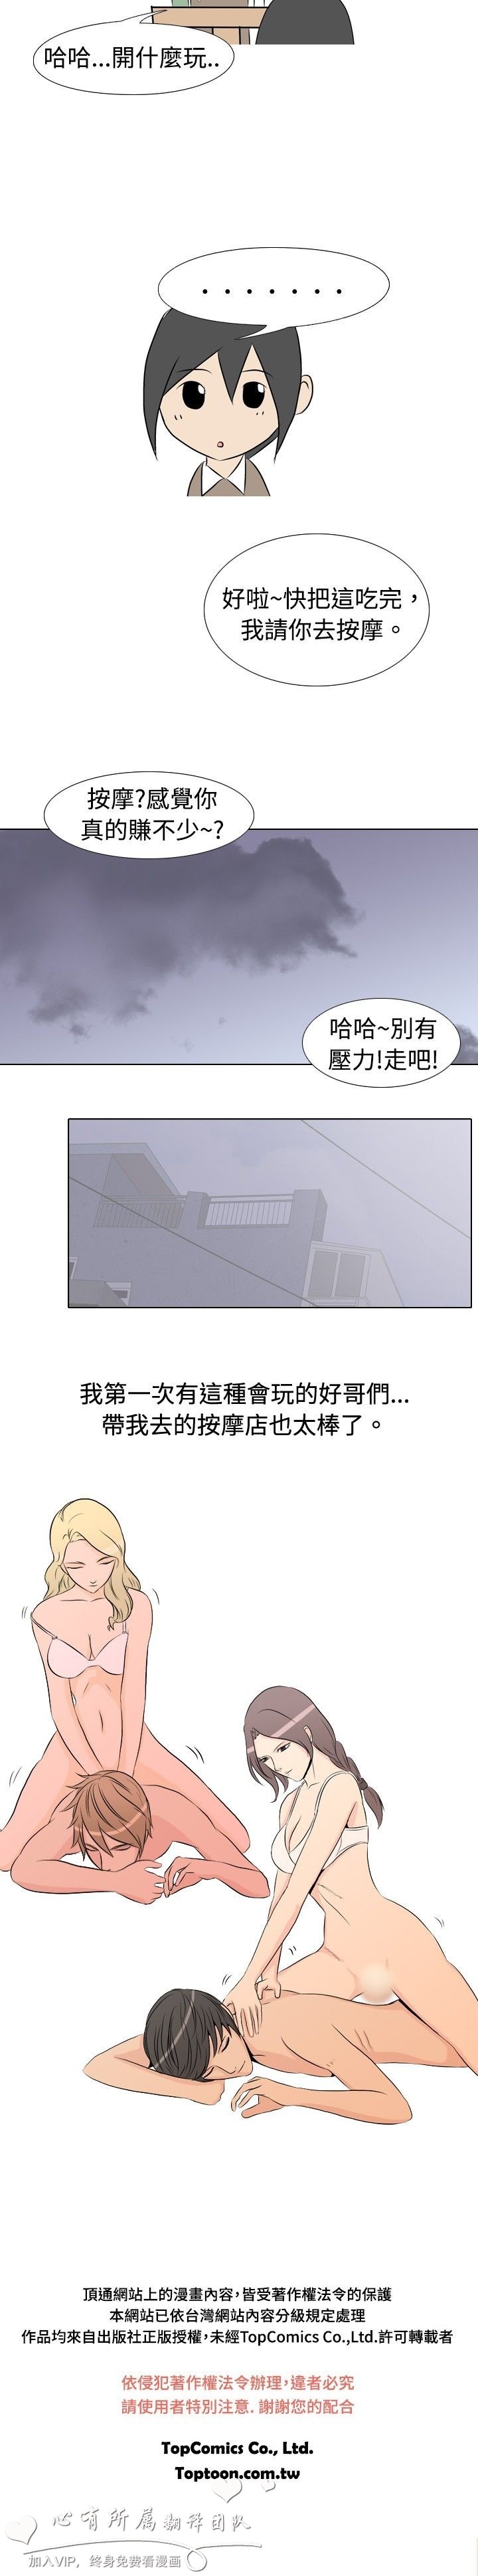 哈哈...開什麼玩..
．．．．．．．
好啦~快把這吃完，
我請你去按摩。
按摩?感覺你
真的賺不少~?
哈哈~別有
壓力!走吧!
我第一次有這種會玩的好哥們...
帶我去的按摩店也太棒了。
頂通網站上的漫畫內容，皆受著作權法令的保護
本網站已依台灣網站內容分級規定處理
作品均來自出版社正版授權，未經TopComics Co.,Ltd.許可轉載者
依侵犯著作權法令辦理，違者必究
請使用者特別注意. 謝謝您的配合
TopComics Co., Ltd.
Toptoon.com.tw
心有所属翻译团队
加入VIP，终身免费看漫画